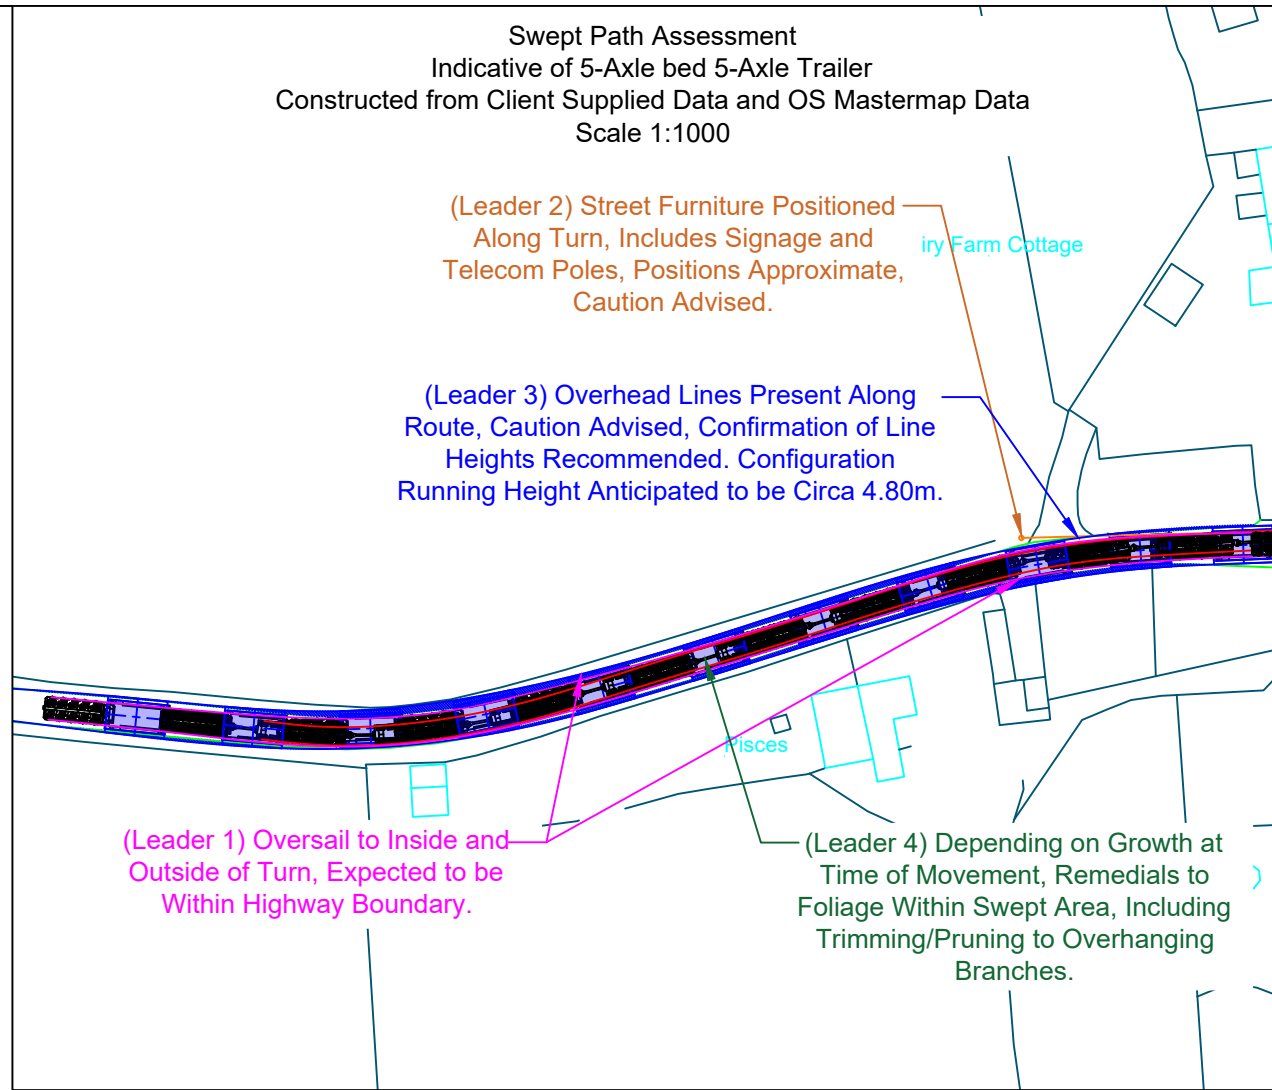 Swept Path Assessment
Indicative of 5-Axle bed 5-Axle Trailer
Constructed from Client Supplied Data and OS Mastermap Data
Scale 1:1000
(Leader 2) Street Furniture Positioned
Along Turn, Includes Signage and
Telecom Poles, Positions Approximate,
Caution Advised.
iry Farm Cottage
(Leader 3) Overhead Lines Present Along
Route, Caution Advised, Confirmation of Line
Heights Recommended. Configuration
Running Height Anticipated to be Circa 4.80m.
Pisces
(Leader 1) Oversail to Inside and
Outside of Turn, Expected to be
Within Highway Boundary.
(Leader 4) Depending on Growth at
Time of Movement, Remedials to
Foliage Within Swept Area, Including
Trimming/Pruning to Overhanging
Branches.